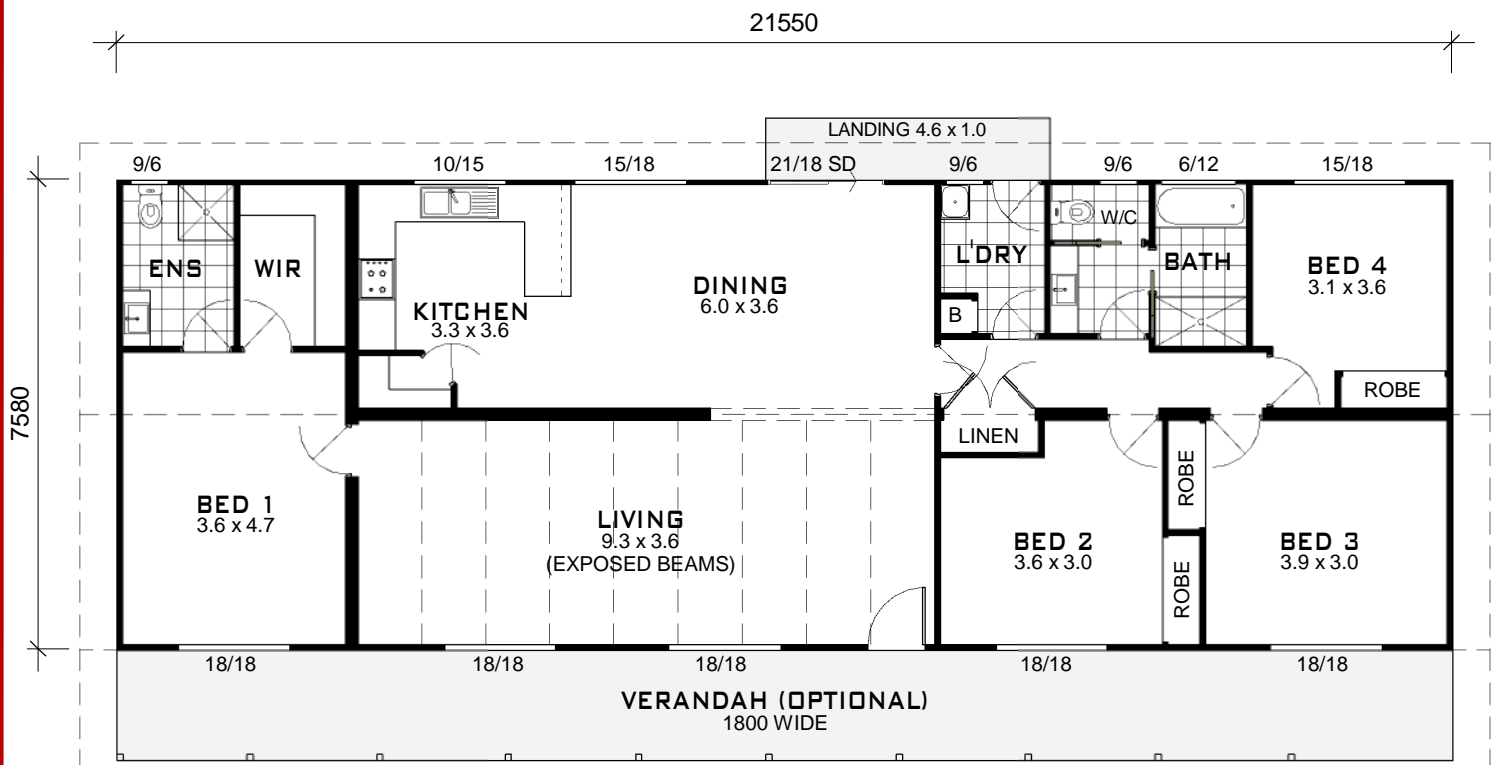 21550
LANDING 4.6 x 1.0
9/6
10/15
15/18
21/18 SD
9/6
9/6
6/12
15/18
7580
ENS
WIR
KITCHEN
3.3 x 3.6
DINING
6.0 x 3.6
L'DRY
B
W/C
BATH
BED 4
3.1 x 3.6
ROBE
LINEN
BED 1
3.6 x 4.7
LIVING
9.3 x 3.6
(EXPOSED BEAMS)
BED 2
3.6 x 3.0
ROBE
ROBE
BED 3
3.9 x 3.0
18/18
18/18
18/18
18/18
18/18
VERANDAH (OPTIONAL)
1800 WIDE